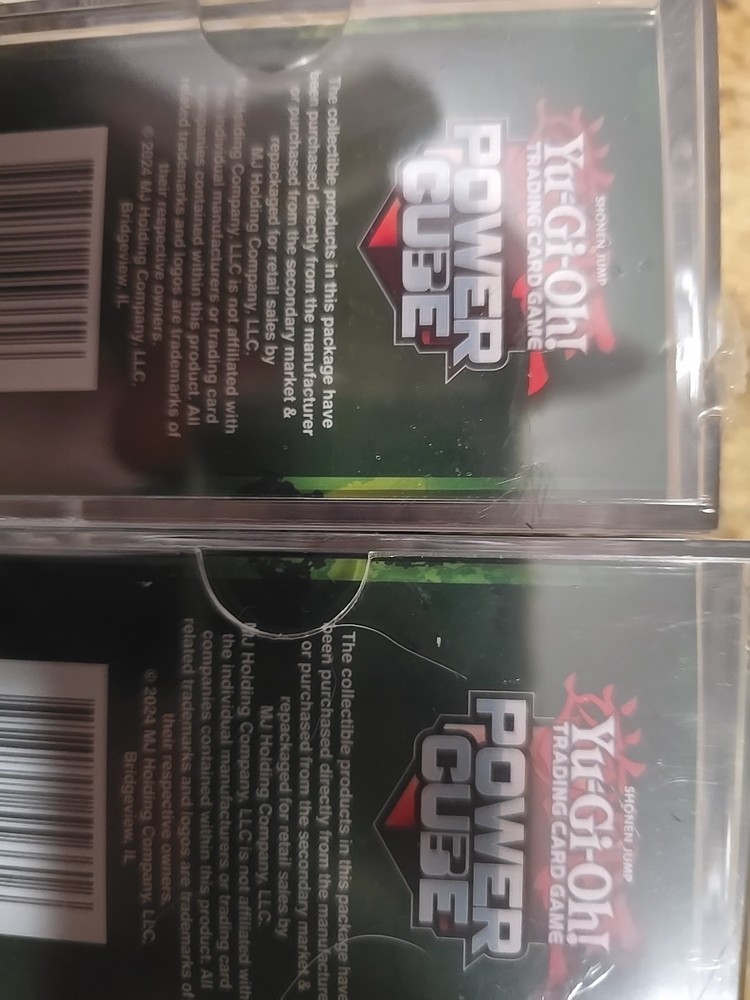 SHONEN JUMP
Yu-Gi-Oh!
TRADING CARD GAME
POWER
CUBE
The collectible products in this package have
been purchased directly from the manufacturer
or purchased from the secondary market &
repackaged for retail sales by
MJ Holding Company, LLC.
MJ Holding Company, LLC is not affiliated with
the individual manufacturers or trading card
companies contained within this product. All
related trademarks and logos are trademarks of
their respective owners.
© 2024 MJ Holding Company, LLC.
Bridgeview, IL
SHONEN JUMP
Yu-Gi-Oh!
TRADING CARD GAME
POWER
CUBE
The collectible products in this package have
been purchased directly from the manufacture
or purchased from the secondary market &
repackaged for retail sales by
MJ Holding Company, LLC.
MJ Holding Company, LLC is not affiliated with
the individual manufacturers or trading card
companies contained within this product. All
related trademarks and logos are trademarks of
their respective owners.
© 2024 MJ Holding Company, LLC.
Bridgeview, IL